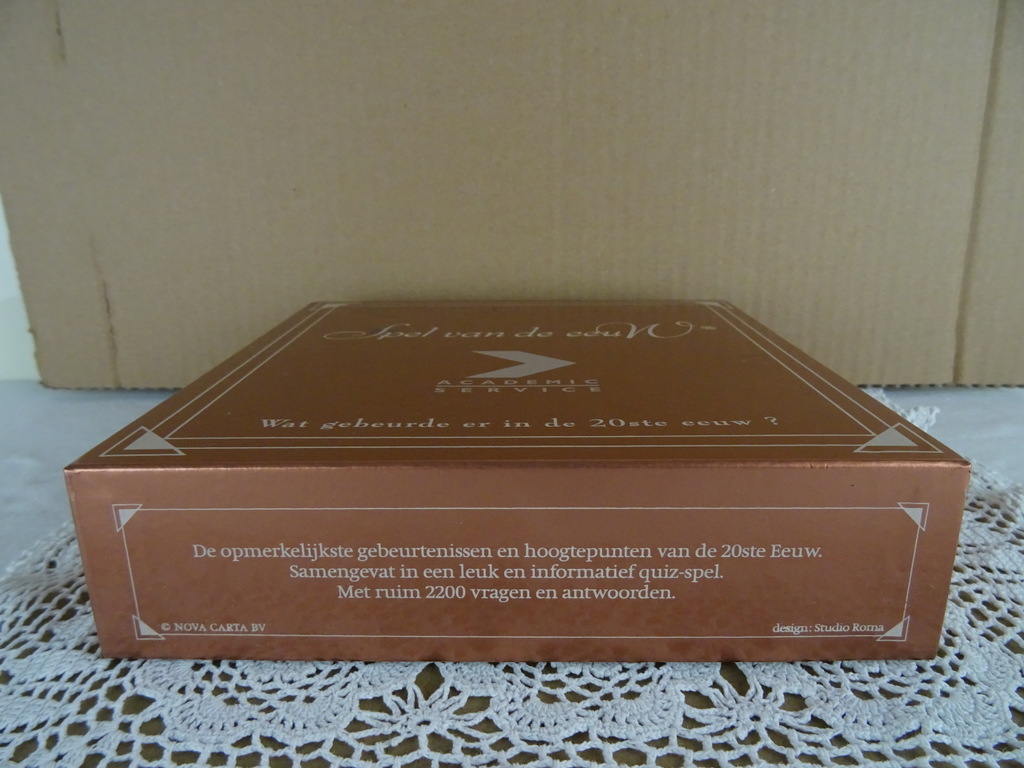 Spel van de eeuW™
ACADEMIC
SERVICE
Wat gebeurde er in de 20ste eeuw ?
De opmerkelijkste gebeurtenissen en hoogtepunten van de 20ste Eeuw.
Samengevat in een leuk en informatief quiz-spel.
Met ruim 2200 vragen en antwoorden.
© NOVA CARTA BV
design: Studio Roma